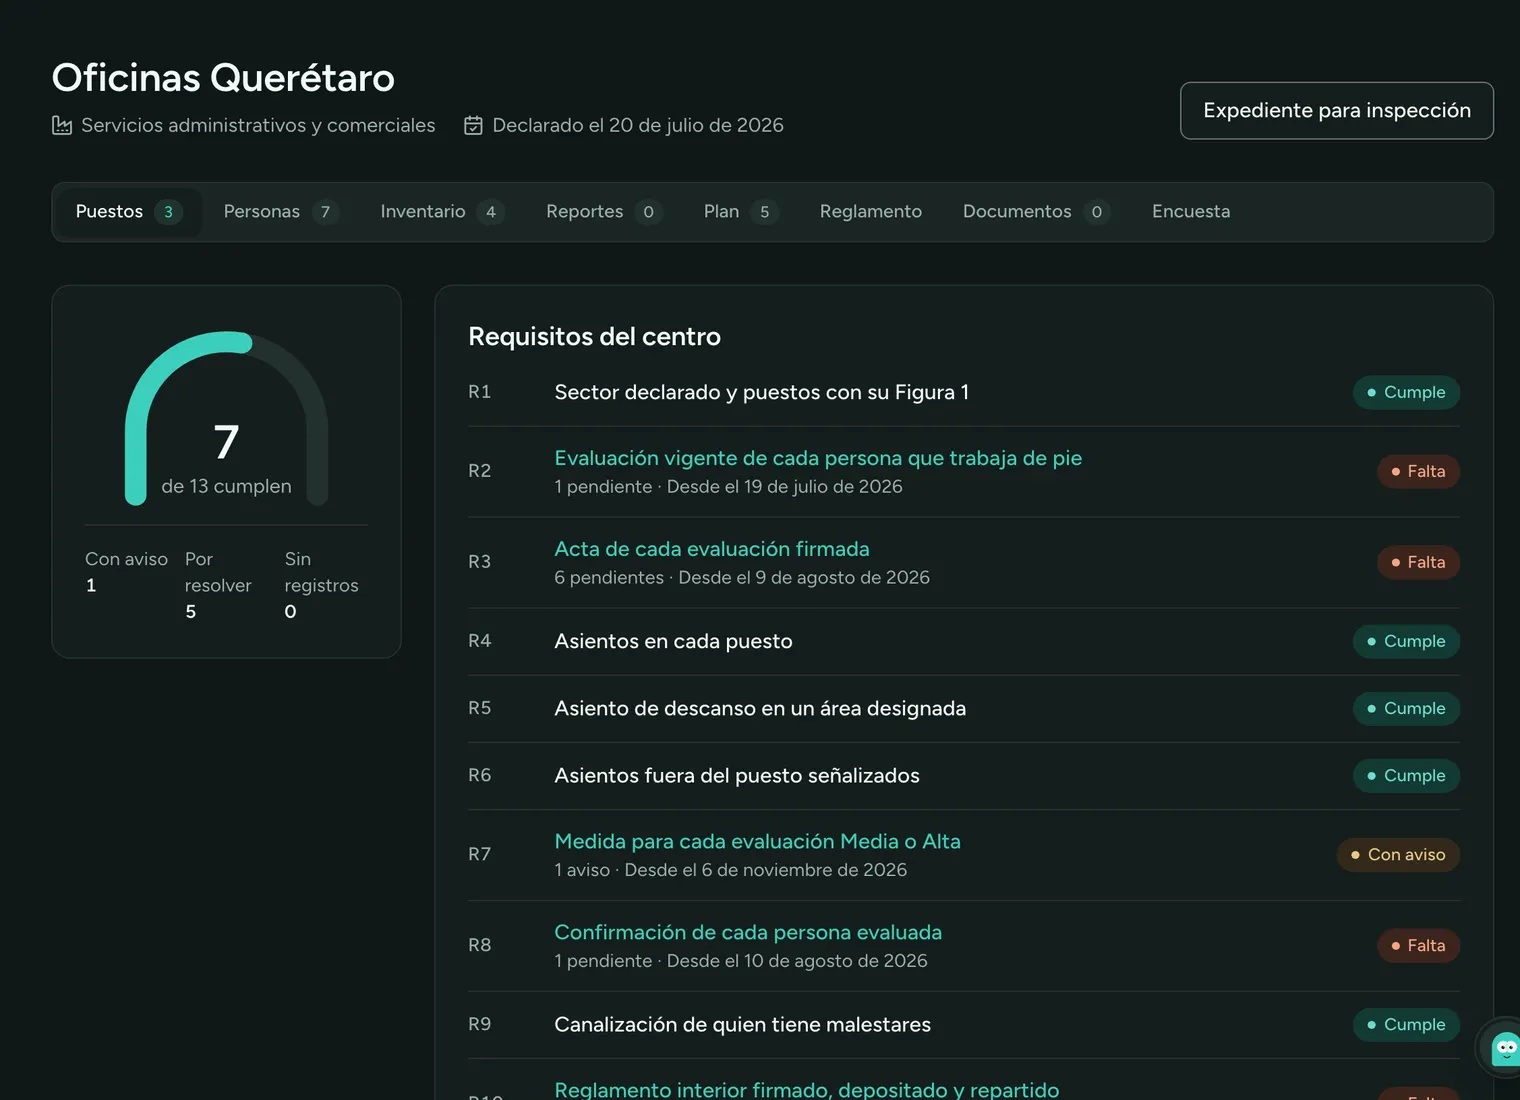 Oficinas Querétaro
Servicios administrativos y comerciales
Declarado el 20 de julio de 2026
Expediente para inspección
Puestos 3
Personas 7
Inventario 4
Reportes 0
Plan 5
Reglamento
Documentos 0
Encuesta
7
de 13 cumplen
Con aviso
1
Por
resolver
5
Sin
registros
0
Requisitos del centro
R1 Sector declarado y puestos con su Figura 1 Cumple
R2 Evaluación vigente de cada persona que trabaja de pie Falta
1 pendiente · Desde el 19 de julio de 2026
R3 Acta de cada evaluación firmada Falta
6 pendientes · Desde el 9 de agosto de 2026
R4 Asientos en cada puesto Cumple
R5 Asiento de descanso en un área designada Cumple
R6 Asientos fuera del puesto señalizados Cumple
R7 Medida para cada evaluación Media o Alta Con aviso
1 aviso · Desde el 6 de noviembre de 2026
R8 Confirmación de cada persona evaluada Falta
1 pendiente · Desde el 10 de agosto de 2026
R9 Canalización de quien tiene malestares Cumple
R10 Reglamento interior firmado, depositado y repartido Falta